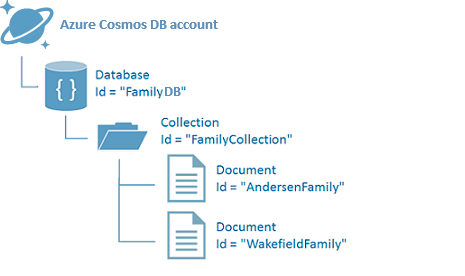 Azure Cosmos DB account
{ }
Database
Id = "FamilyDB"
Collection
Id = "FamilyCollection"
Document
Id = "AndersenFamily"
Document
Id = "WakefieldFamily"